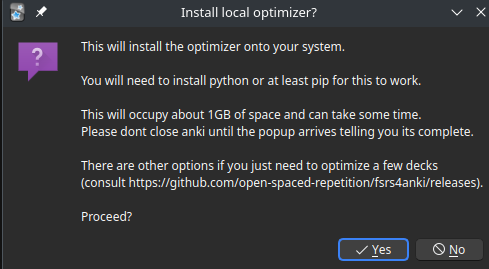 Install local optimizer?
This will install the optimizer onto your system.
You will need to install python or at least pip for this to work.
This will occupy about 1GB of space and can take some time.
Please dont close anki until the popup arrives telling you its complete.
There are other options if you just need to optimize a few decks
(consult https://github.com/open-spaced-repetition/fsrs4anki/releases).
Proceed?
Yes
No